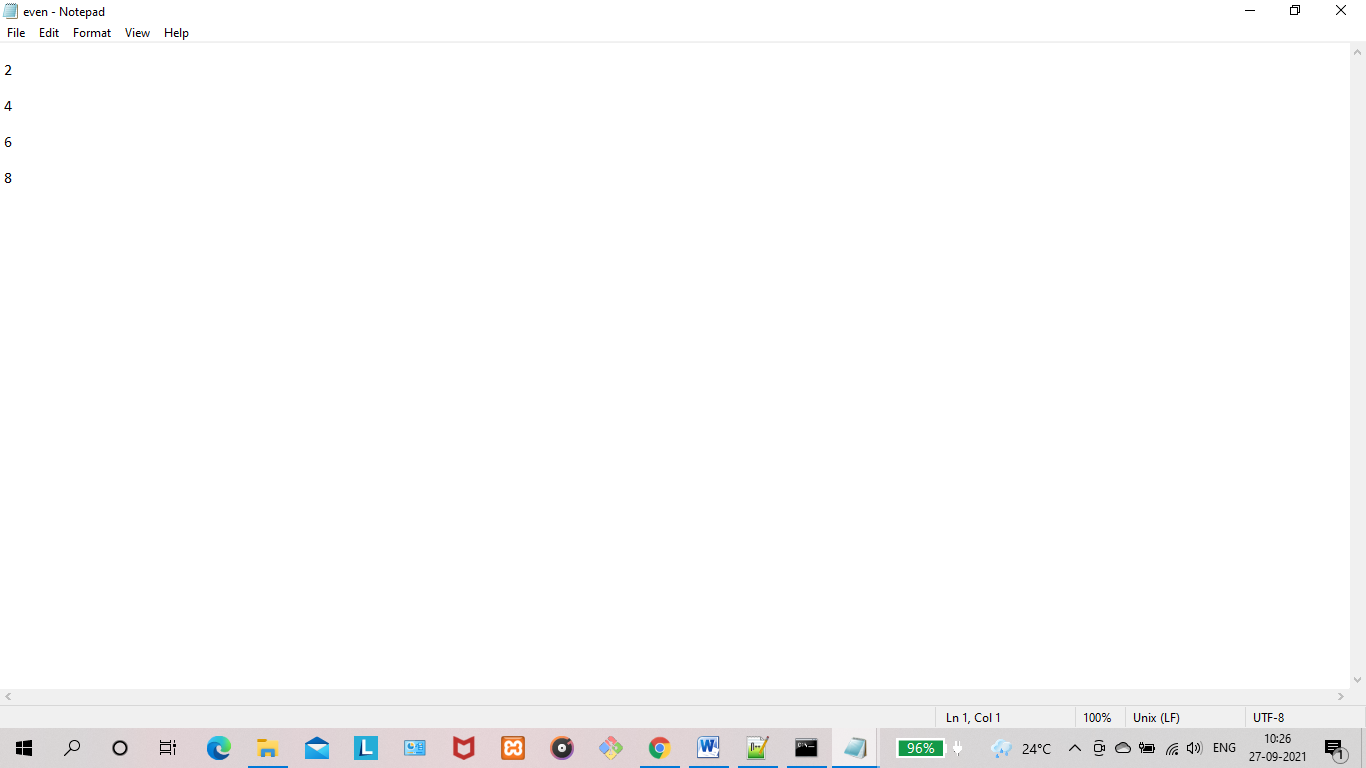 even - Notepad
File Edit Format View Help
2
4
6
8
Ln 1, Col 1 100% Unix (LF) UTF-8
L W 96% 24°C ENG 10:26
27-09-2021
1